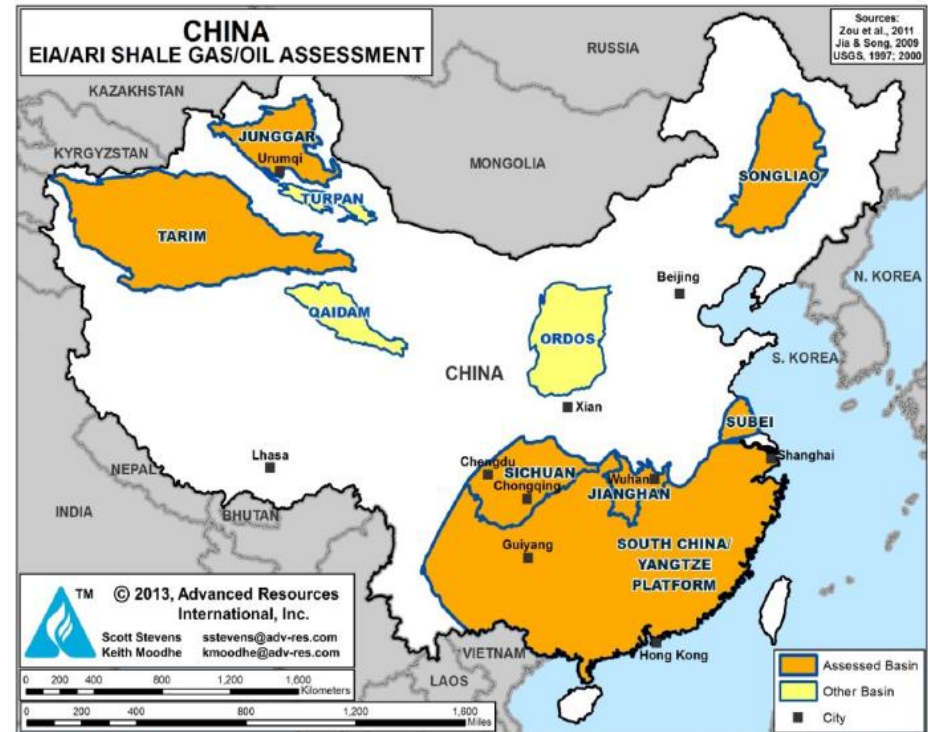 CHINA
EIA/ARI SHALE GAS/OIL ASSESSMENT
Sources:
Zou et al., 2011
Jia & Song, 2009
USGS, 1997; 2000
RUSSIA
KAZAKHSTAN
KYRGYZSTAN
MONGOLIA
JUNGGAR
Urumqi
TURPAN
SONGLIAO
TARIM
Beijing
N. KOREA
QAIDAM
ORDOS
S. KOREA
CHINA
Xian
SUBEI
Lhasa
Chengdu
SICHUAN
Chongqing
Wuhan
JIANGHAN
Shanghai
NEPAL
INDIA
BHUTAN
Guiyang
SOUTH CHINA/
YANGTZE
PLATFORM
VIETNAM
LAOS
Hong Kong
TM
© 2013, Advanced Resources
International, Inc.
Scott Stevens sstevens@adv-res.com
Keith Moodhe kmoodhe@adv-res.com
0 200 400 800 1,200 1,600
Kilometers
0 200 400 800 1,200 1,600
Miles
Assessed Basin
Other Basin
City